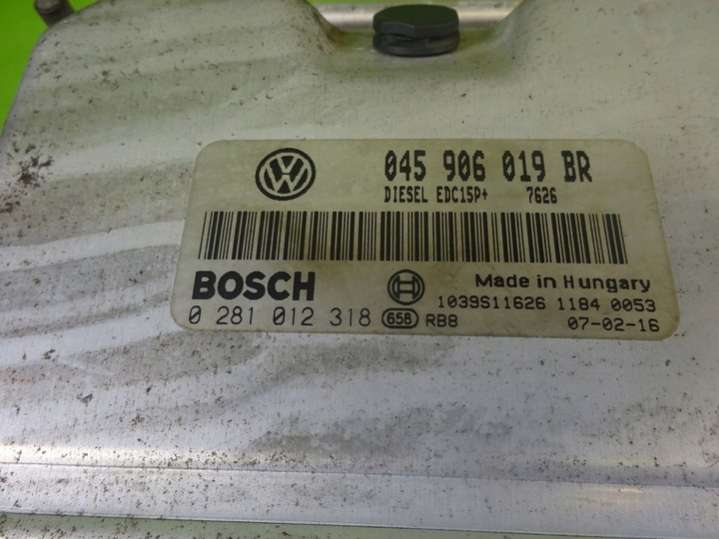 045 906 019 BR
DIESEL EDC15P+ 7626
BOSCH Made in Hungary
1039S11626 1184 0053
0 281 012 318 658 RB8 07-02-16